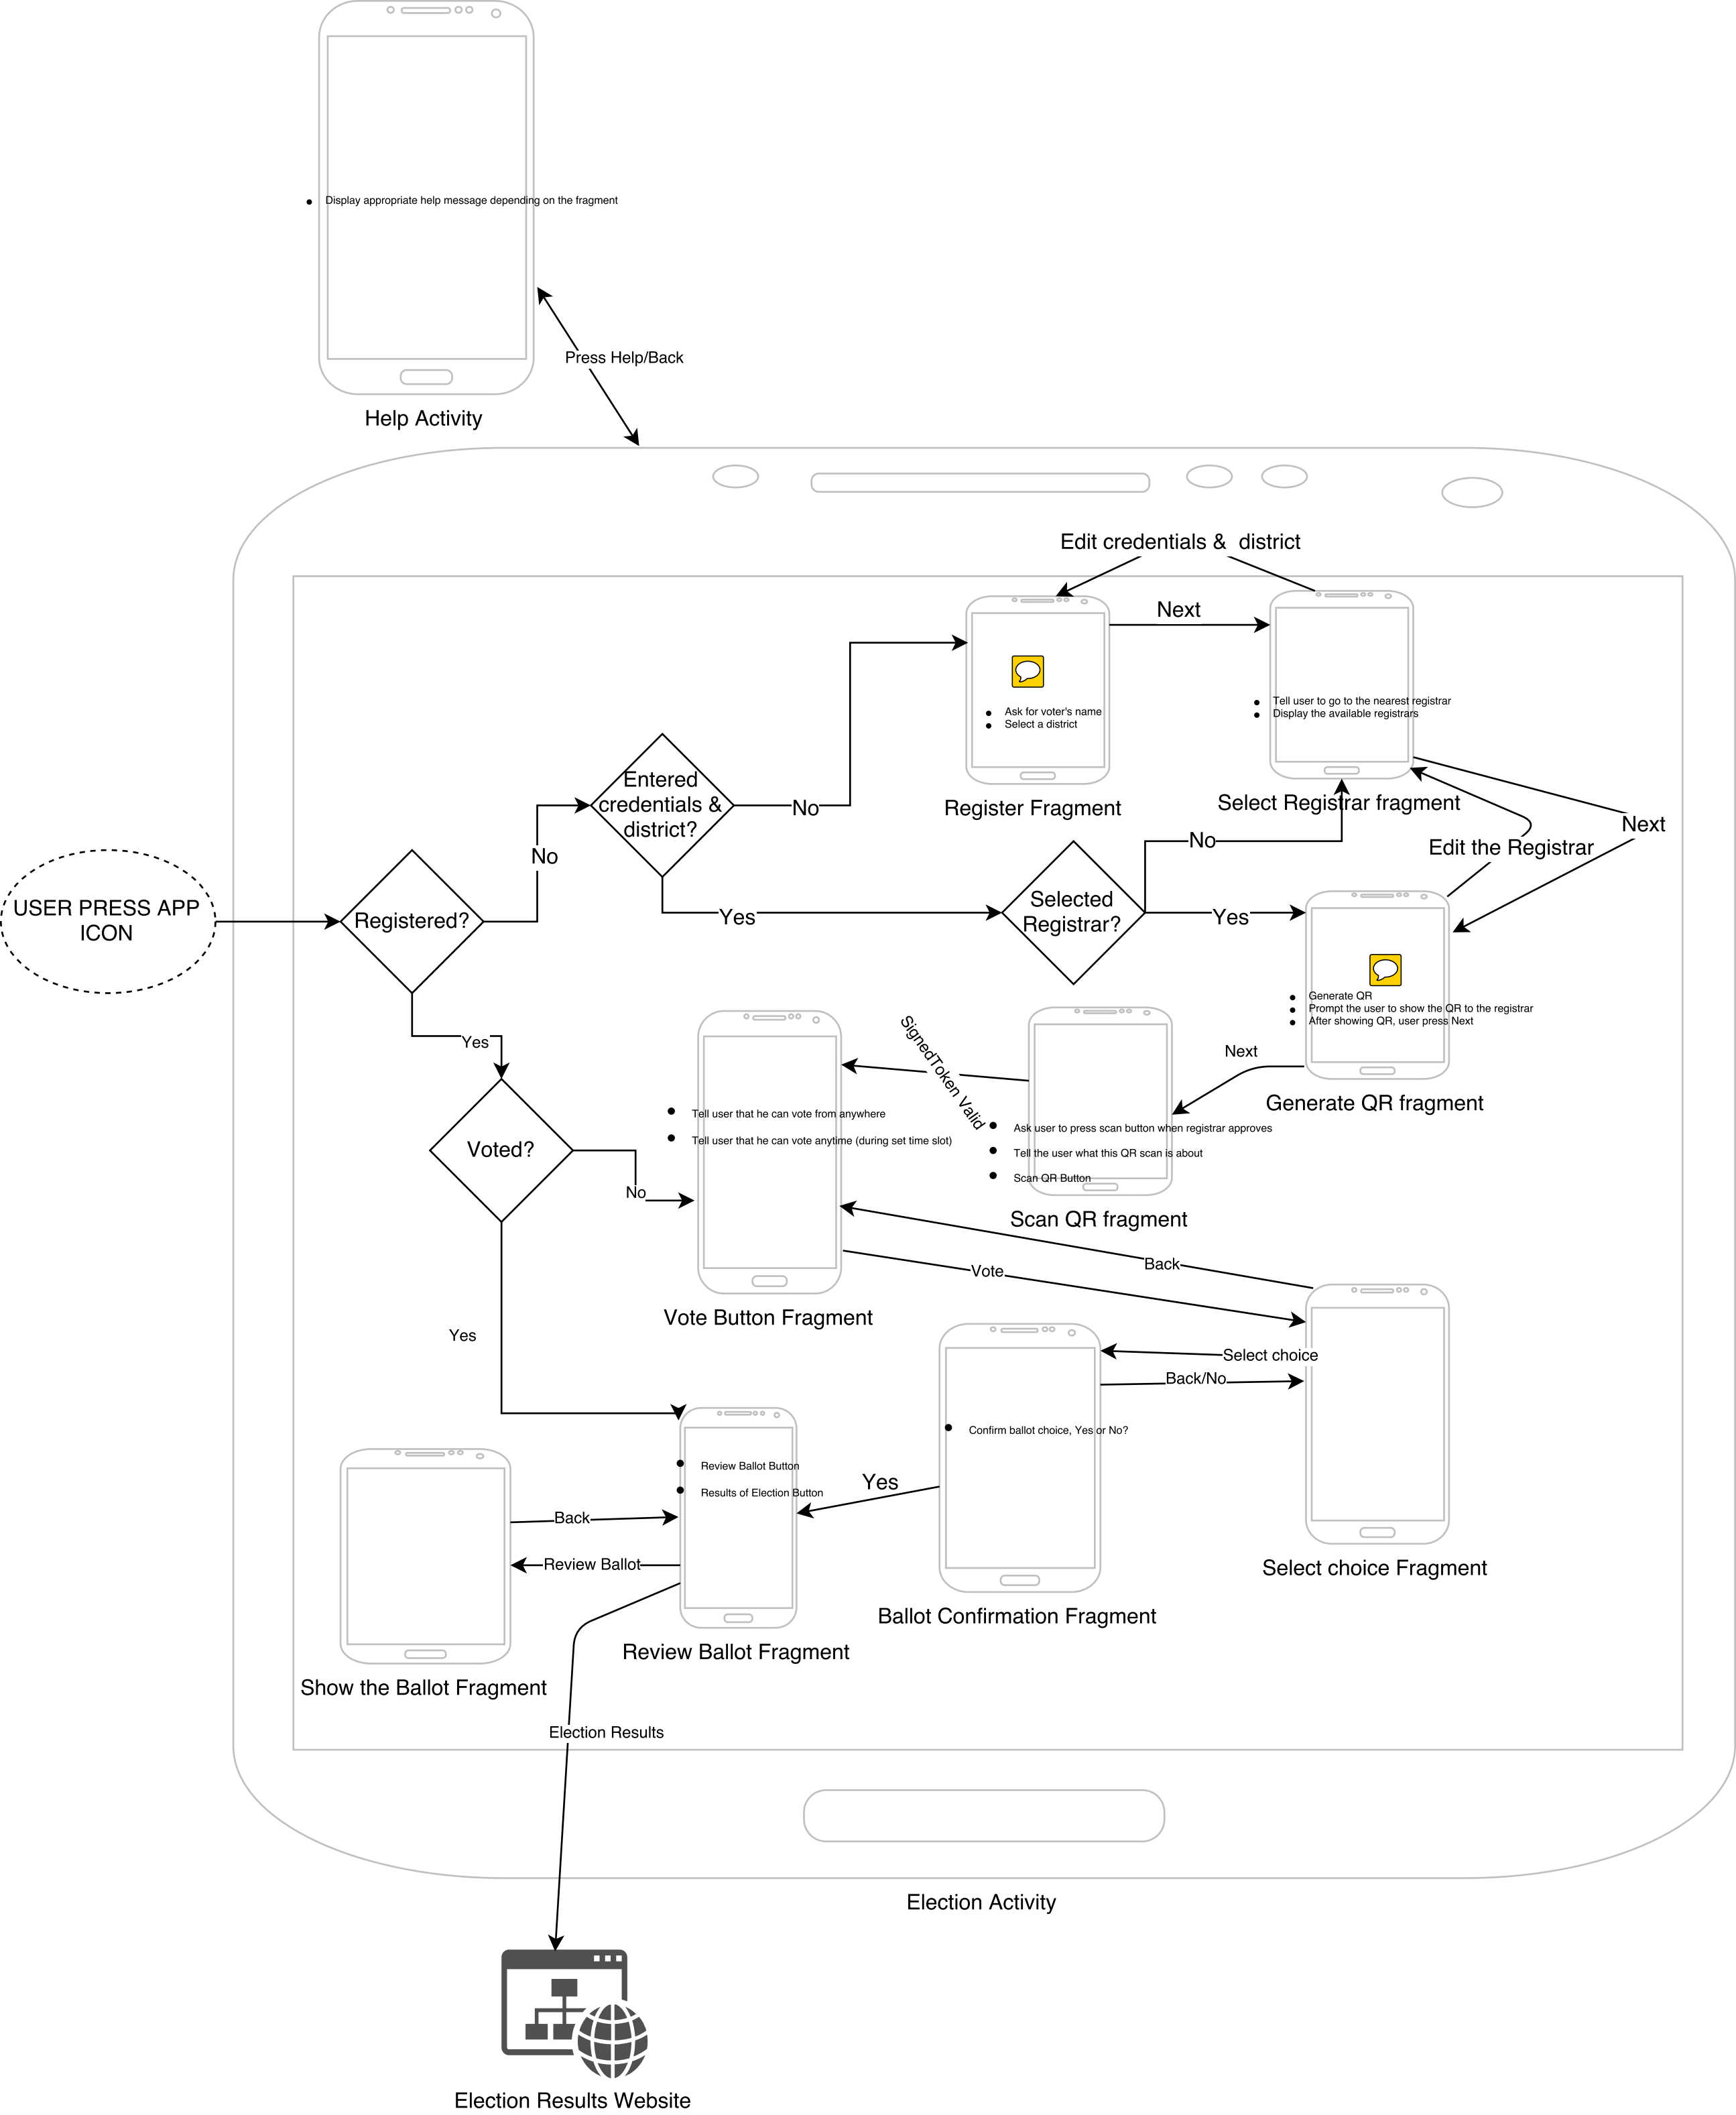 Display appropriate help message depending on the fragment
Press Help/Back
Help Activity
Edit credentials & district
Next
Ask for voter's name
Select a district
Tell user to go to the nearest registrar
Display the available registrars
Register Fragment
Select Registrar fragment
Entered
credentials &
district?
No
No
No
Next
Edit the Registrar
USER PRESS APP
ICON
Registered?
Yes
Selected
Registrar?
Yes
Generate QR
Prompt the user to show the QR to the registrar
After showing QR, user press Next
Yes
Next
Generate QR fragment
SignedToken Valid
Voted?
No
Tell user that he can vote from anywhere
Tell user that he can vote anytime (during set time slot)
Ask user to press scan button when registrar approves
Tell the user what this QR scan is about
Scan QR Button
Scan QR fragment
Back
Vote
Vote Button Fragment
Yes
Select choice
Back/No
Confirm ballot choice, Yes or No?
Review Ballot Button
Results of Election Button
Yes
Back
Review Ballot
Select choice Fragment
Ballot Confirmation Fragment
Review Ballot Fragment
Show the Ballot Fragment
Election Results
Election Activity
Election Results Website